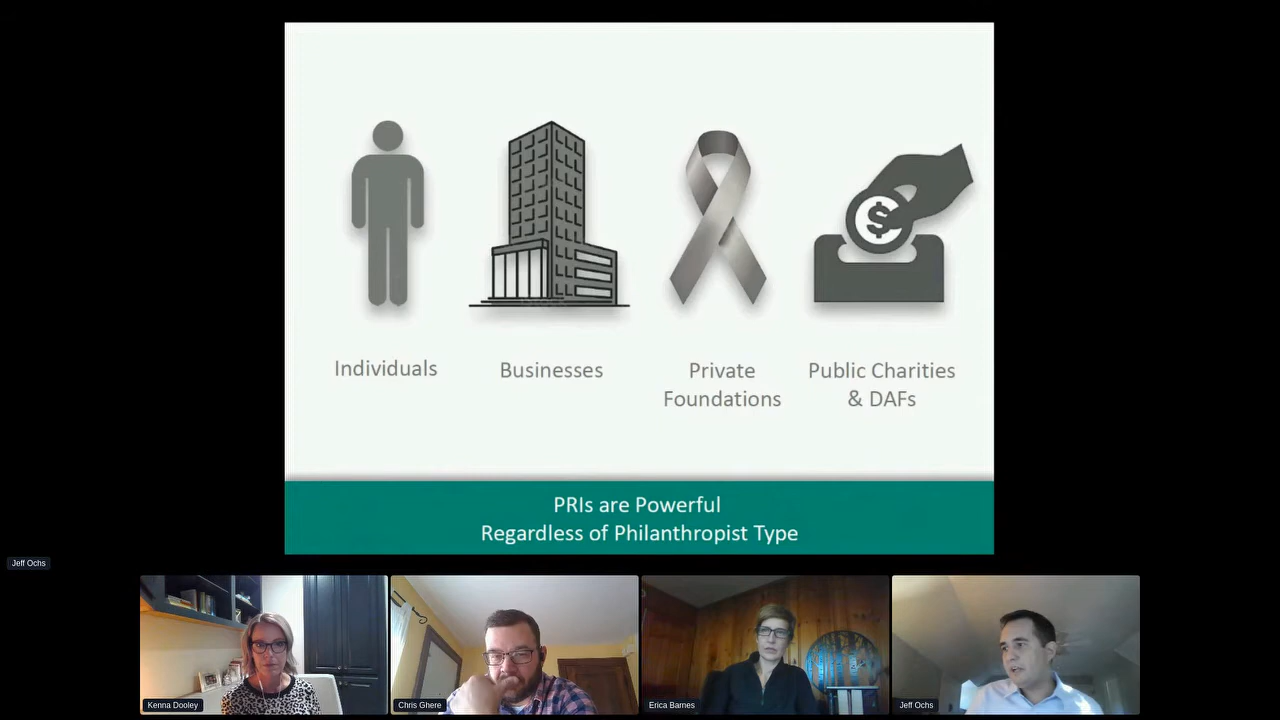 $
Individuals
Businesses
Private
Foundations
Public Charities
& DAFs
PRIs are Powerful
Regardless of Philanthropist Type
Jeff Ochs
Kenna Dooley
Chris Ghere
Erica Barnes
Jeff Ochs